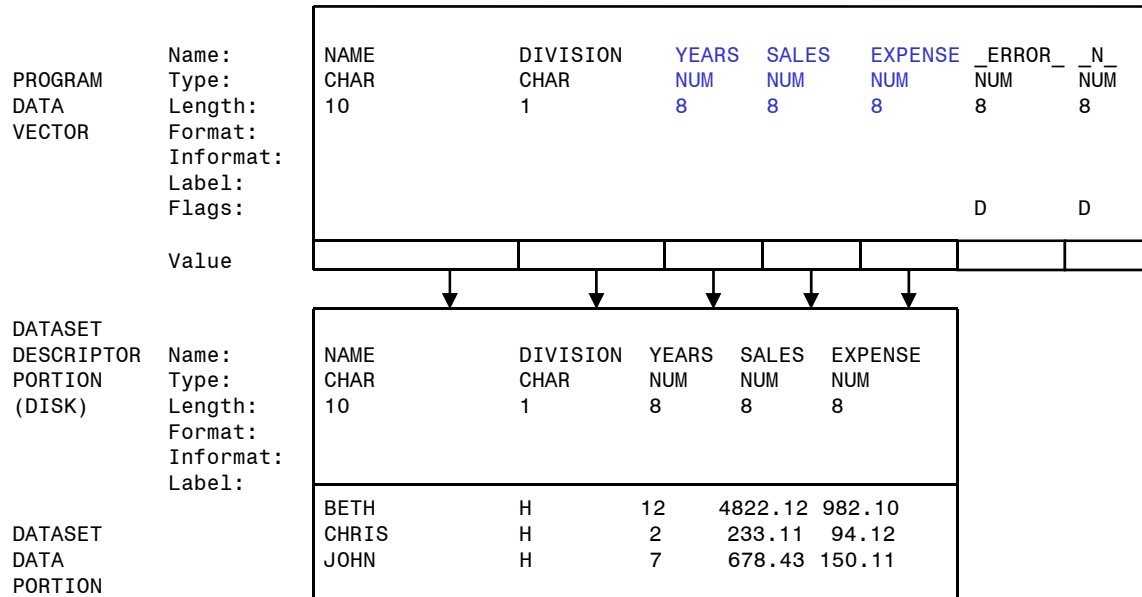 Name: NAME DIVISION YEARS SALES EXPENSE _ERROR_ _N_
PROGRAM Type: CHAR CHAR NUM NUM NUM NUM NUM
DATA Length: 10 1 8 8 8 8 8
VECTOR Format:
Informat:
Label:
Flags: D D
Value
DATASET
DESCRIPTOR Name: NAME DIVISION YEARS SALES EXPENSE
PORTION Type: CHAR CHAR NUM NUM NUM
(DISK) Length: 10 1 8 8 8
Format:
Informat:
Label:
BETH H 12 4822.12 982.10
DATASET CHRIS H 2 233.11 94.12
DATA JOHN H 7 678.43 150.11
PORTION